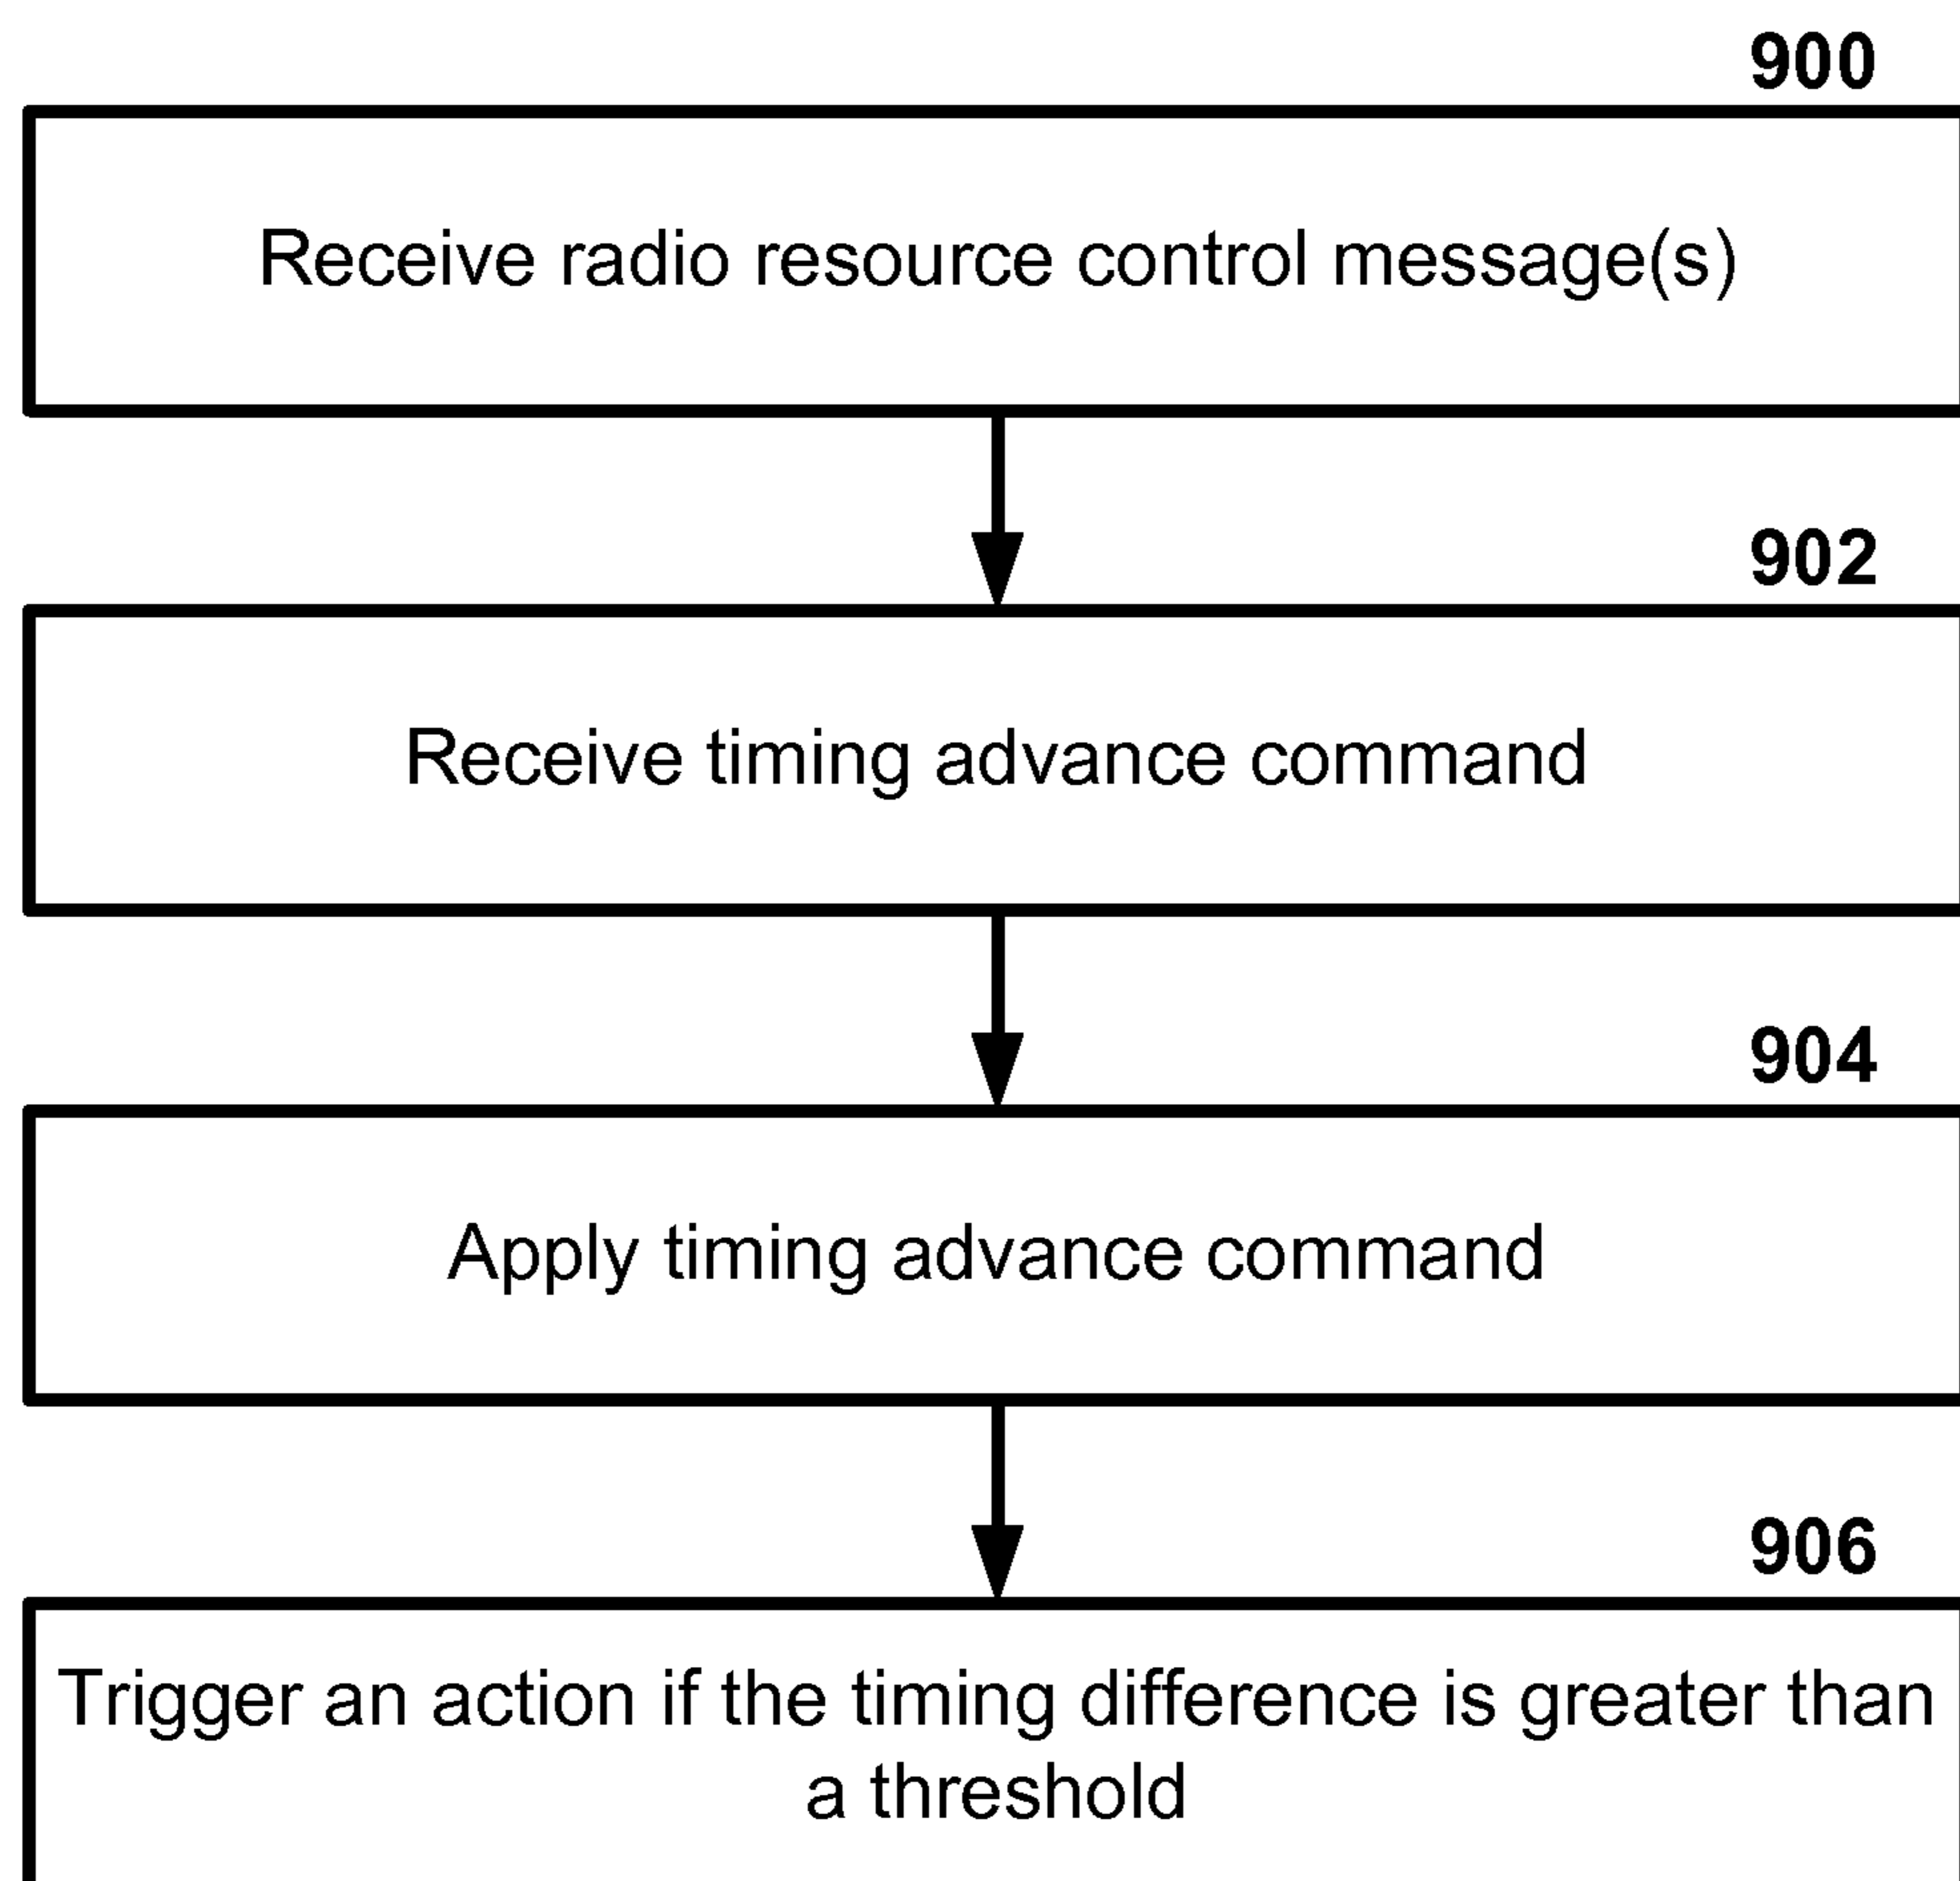 900
Receive radio resource control message(s)
902
Receive timing advance command
904
Apply timing advance command
906
Trigger an action if the timing difference is greater than
a threshold